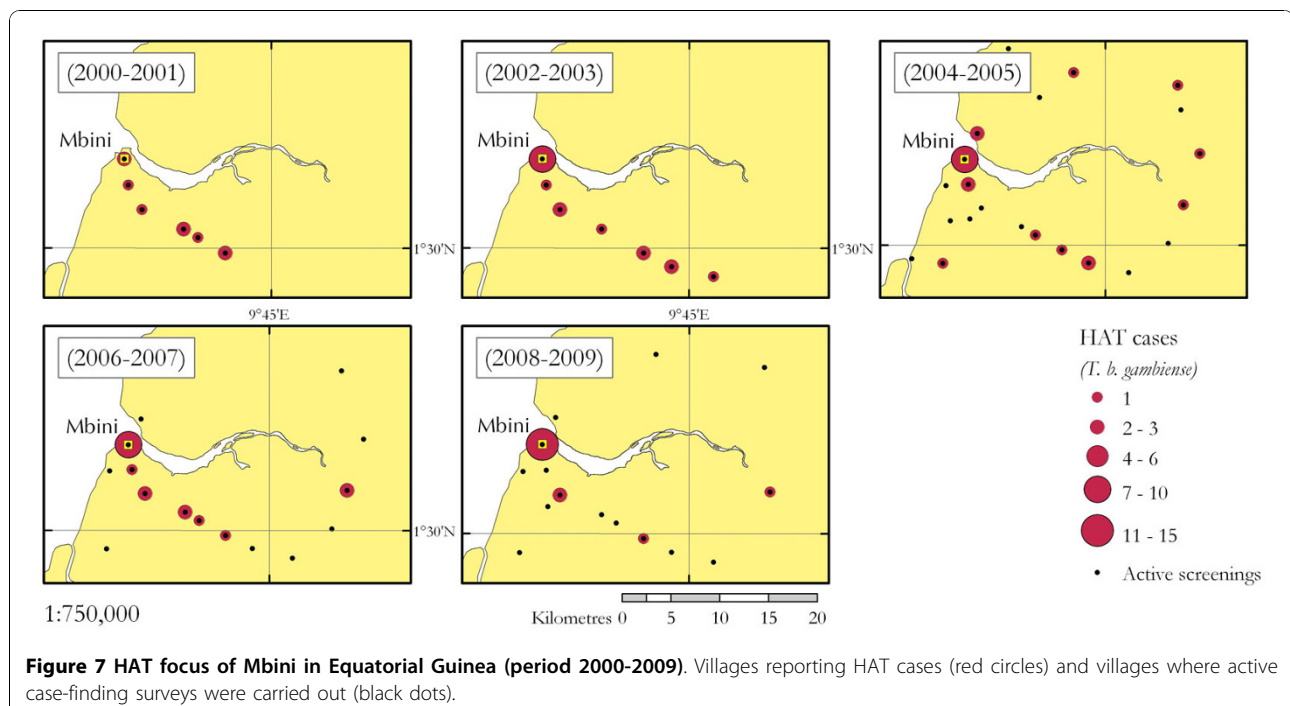 (2000-2001)
Mbini
(2002-2003)
Mbini
(2004-2005)
Mbini
1°30'N
1°30'N
9°45'E
9°45'E
(2006-2007)
Mbini
(2008-2009)
Mbini
1°30'N
HAT cases
(T. b. gambiense)
1
2 - 3
4 - 6
7 - 10
11 - 15
Active screenings
1:750,000
Kilometres 0 5 10 15 20
Figure 7 HAT focus of Mbini in Equatorial Guinea (period 2000-2009). Villages reporting HAT cases (red circles) and villages where active
case-finding surveys were carried out (black dots).